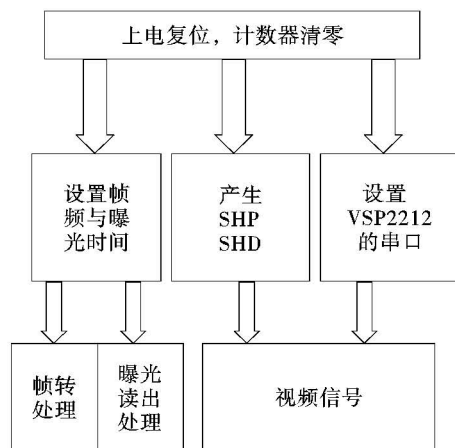 上电复位，计数器清零
设置帧
频与曝
光时间
产生
SHP
SHD
设置
VSP2212
的串口
帧转
处理
曝光
读出
处理
视频信号